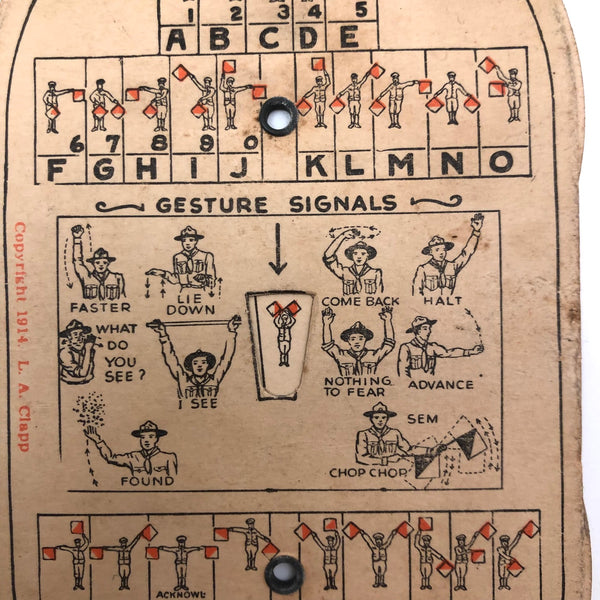 1 2 3 4 5
A B C D E
6 7 8 9 0
F G H I J K L M N O
GESTURE SIGNALS
FASTER
LIE
DOWN
COME BACK
HALT
WHAT
DO
YOU
SEE?
I SEE
NOTHING
TO FEAR
ADVANCE
FOUND
SEM
CHOP CHOP
ACKNOWL
Copyright 1914, L. A. Clapp